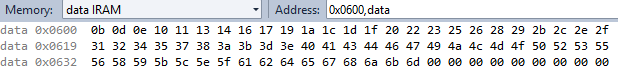 Memory: data IRAM Address: 0x0600,data
data 0x0600 0b 0d 0e 10 11 13 14 16 17 19 1a 1c 1d 1f 20 22 23 25 26 28 29 2b 2c 2e 2f
data 0x0619 31 32 34 35 37 38 3a 3b 3d 3e 40 41 43 44 46 47 49 4a 4c 4d 4f 50 52 53 55
data 0x0632 56 58 59 5b 5c 5e 5f 61 62 64 65 67 68 6a 6b 6d 00 00 00 00 00 00 00 00 00